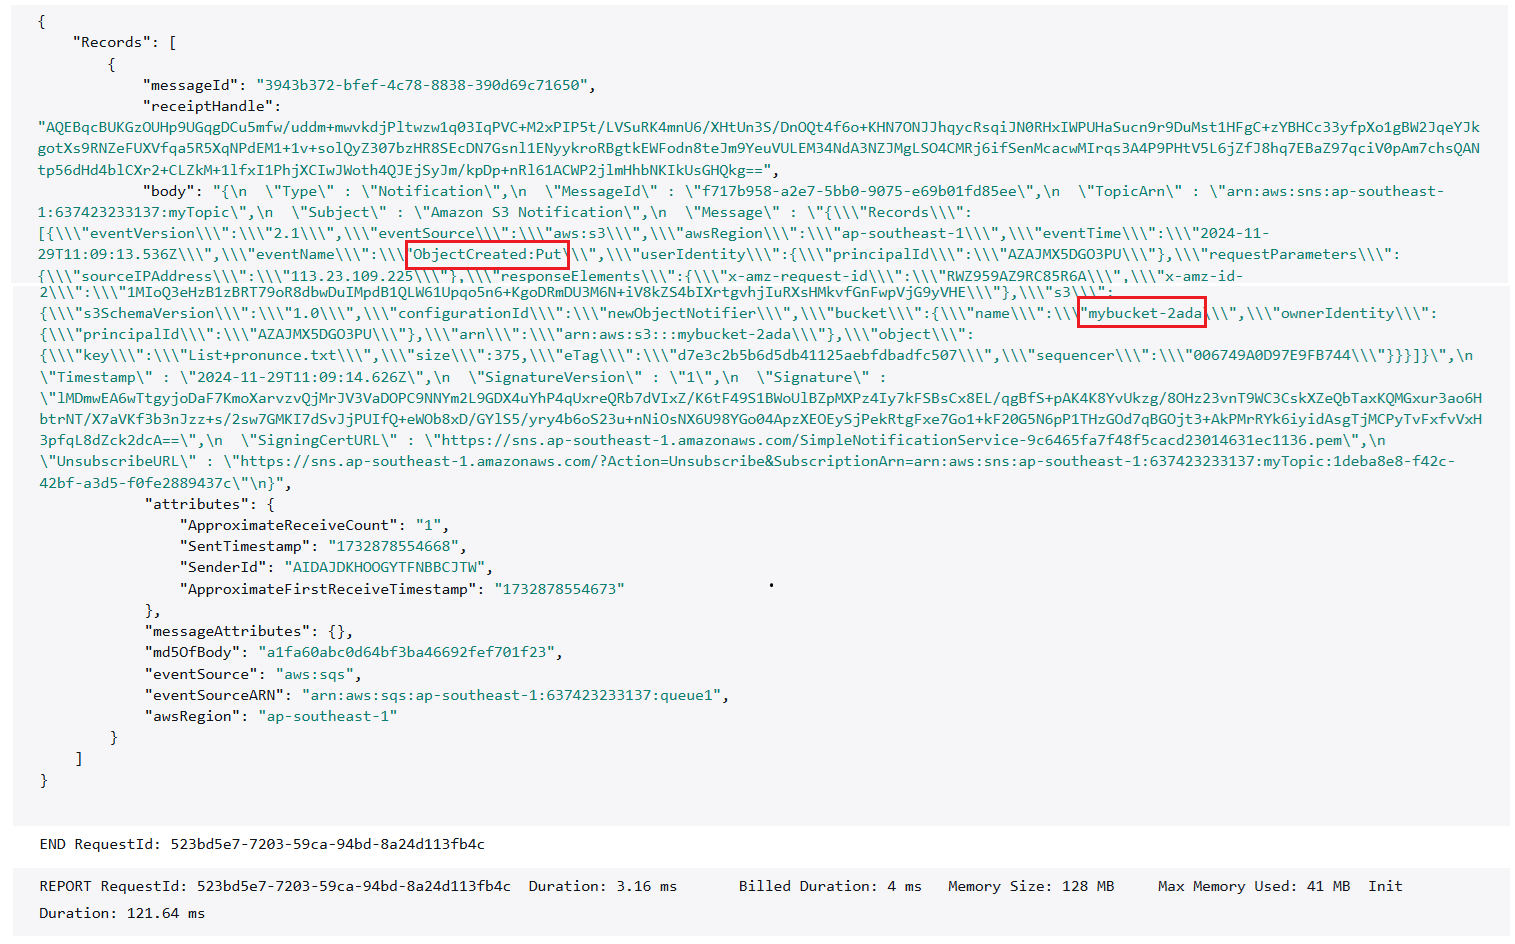 {
"Records": [
{
"messageId": "3943b372-bfef-4c78-8838-390d69c71650",
"receiptHandle":
"AQEBqcBUKGzOUHp9UGqgDCu5mfw/uddm+mwvkdjPltwzw1q03IqPVC+M2xPIP5t/LVSuRK4mnU6/XHtUn3S/DnOQt4f6o+KHN7ONJJhqycRsqiJN0RHxIWPUHaSucn9r9DuMst1HFgC+zYBHCc33yfpXo1gBW2JqeYJk
gotXs9RNZeFUXVfqa5R5XqNPdEM1+1v+solQyZ307bzHR8SEcDN7Gsnl1ENyykroRBgtkEWFodn8teJm9YeuVULEM34NdA3NZJMgLSO4CMRj6ifSenMcacwMIrqs3A4P9PHtV5L6jZfJ8hq7EBaZ97qciV0pAm7chsQAN
tp56dHd4blCXr2+CLZkM+1lfxI1PhjXCIwJWoth4QJEjSyJm/kpDp+nRl61ACWP2jlmHhbNKIkUsGHQkg==",
"body": "{\n  \"Type\" : \"Notification\",\n  \"MessageId\" : \"f717b958-a2e7-5bb0-9075-e69b01fd85ee\",\n  \"TopicArn\" : \"arn:aws:sns:ap-southeast-
1:637423233137:myTopic\",\n  \"Subject\" : \"Amazon S3 Notification\",\n  \"Message\" : \"{\\\"Records\\\":
[{\\\"eventVersion\\\":\\\"2.1\\\",\\\"eventSource\\\":\\\"aws:s3\\\",\\\"awsRegion\\\":\\\"ap-southeast-1\\\",\\\"eventTime\\\":\\\"2024-11-
29T11:09:13.536Z\\\",\\\"eventName\\\":\\\"ObjectCreated:Put\\\",\\\"userIdentity\\\":{\\\"principalId\\\":\\\"AZAJMX5DGO3PU\\\"},\\\"requestParameters\\\":
{\\\"sourceIPAddress\\\":\\\"113.23.109.225\\\"},\\\"responseElements\\\":{\\\"x-amz-request-id\\\":\\\"RWZ959AZ9RC85R6A\\\",\\\"x-amz-id-
2\\\":\\\"1MIoQ3eHzB1zBRT79oR8dbwDuIMpdB1QLW61Upqo5n6+KgoDRmDU3M6N+iV8kZS4bIXrtgvhjIuRXsHMkvfGnFwpVjG9yVHE\\\"},\\\"s3\\\":
{\\\"s3SchemaVersion\\\":\\\"1.0\\\",\\\"configurationId\\\":\\\"newObjectNotifier\\\",\\\"bucket\\\":{\\\"name\\\":\\\"mybucket-2ada\\\",\\\"ownerIdentity\\\":
{\\\"principalId\\\":\\\"AZAJMX5DGO3PU\\\"},\\\"arn\\\":\\\"arn:aws:s3:::mybucket-2ada\\\"},\\\"object\\\":
{\\\"key\\\":\\\"List+pronunce.txt\\\",\\\"size\\\":375,\\\"eTag\\\":\\\"d7e3c2b5b6d5db41125aebfdbadfc507\\\",\\\"sequencer\\\":\\\"006749A0D97E9FB744\\\"}}}]}\",\n
\"Timestamp\" : \"2024-11-29T11:09:14.626Z\",\n  \"SignatureVersion\" : \"1\",\n  \"Signature\" :
\"lMDmwEA6wTtgyjoDaF7KmoXarvzvQjMrJV3VaDOPC9NNYm2L9GDX4uYhP4qUxreQRb7dVIxZ/K6tF49S1BWoUlBZpMXPz4Iy7kFSBsCx8EL/qgBfS+pAK4K8YvUkzg/8OHz23vnT9WC3CskXZeQbTaxKQMGxur3ao6H
btrNT/X7aVKf3b3nJzz+s/2sw7GMKI7dSvJjPUIfQ+eWOb8xD/GYlS5/yry4b6oS23u+nNiOsNX6U98YGo04ApzXEOEySjPekRtgFxe7Go1+kF20G5N6pP1THzGOd7qBGOjt3+AkPMrRYk6iyidAsgTjMCPyTvFxfvVxH
3pfqL8dZck2dcA==\",\n  \"SigningCertURL\" : \"https://sns.ap-southeast-1.amazonaws.com/SimpleNotificationService-9c6465fa7f48f5cacd23014631ec1136.pem\",\n
\"UnsubscribeURL\" : \"https://sns.ap-southeast-1.amazonaws.com/?Action=Unsubscribe&SubscriptionArn=arn:aws:sns:ap-southeast-1:637423233137:myTopic:1deba8e8-f42c-
42bf-a3d5-f0fe2889437c\"\n}",
"attributes": {
"ApproximateReceiveCount": "1",
"SentTimestamp": "1732878554668",
"SenderId": "AIDAJDKHOOGYTFNBBCJTW",
"ApproximateFirstReceiveTimestamp": "1732878554673"
},
"messageAttributes": {},
"md5OfBody": "a1fa60abc0d64bf3ba46692fef701f23",
"eventSource": "aws:sqs",
"eventSourceARN": "arn:aws:sqs:ap-southeast-1:637423233137:queue1",
"awsRegion": "ap-southeast-1"
}
]
}
END RequestId: 523bd5e7-7203-59ca-94bd-8a24d113fb4c
REPORT RequestId: 523bd5e7-7203-59ca-94bd-8a24d113fb4c  Duration: 3.16 ms  Billed Duration: 4 ms  Memory Size: 128 MB  Max Memory Used: 41 MB  Init
Duration: 121.64 ms